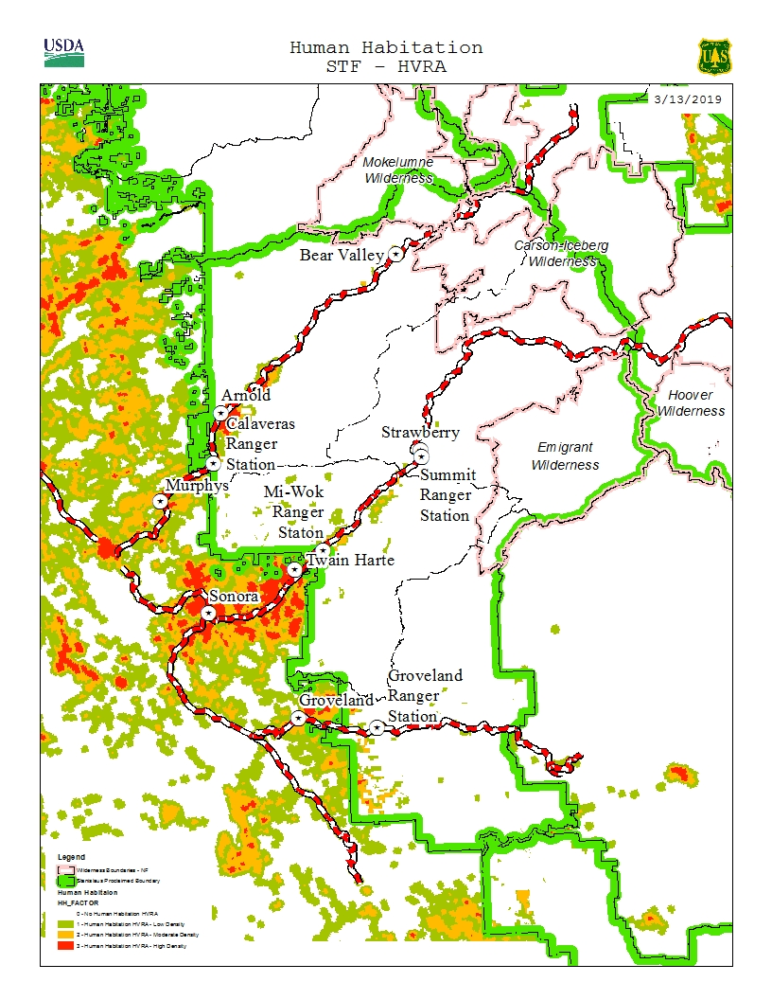 USDA
Human Habitation
STF - HVRA
UAS
3/13/2019
Mokelumne
Wilderness
Carson-Iceberg
Wilderness
Bear Valley
Arnold
Calaveras
Ranger
Station
Hoover
Wilderness
Strawberry
Emigrant
Wilderness
Murphys
Mi-Wok
Ranger
Staton
Summit
Ranger
Station
Twain Harte
Sonora
Groveland
Ranger
Station
Groveland
Legend
Wilderness Boundaries - NF
Stanislaus Proclaimed Boundary
Human Habitaion
HH_FACTOR
0 - No Human Habitation HVRA
1 - Human Habitation HVRA - Low Density
2 - Human Habitation HVRA - Moderate Density
3 - Human Habitation HVRA - High Density